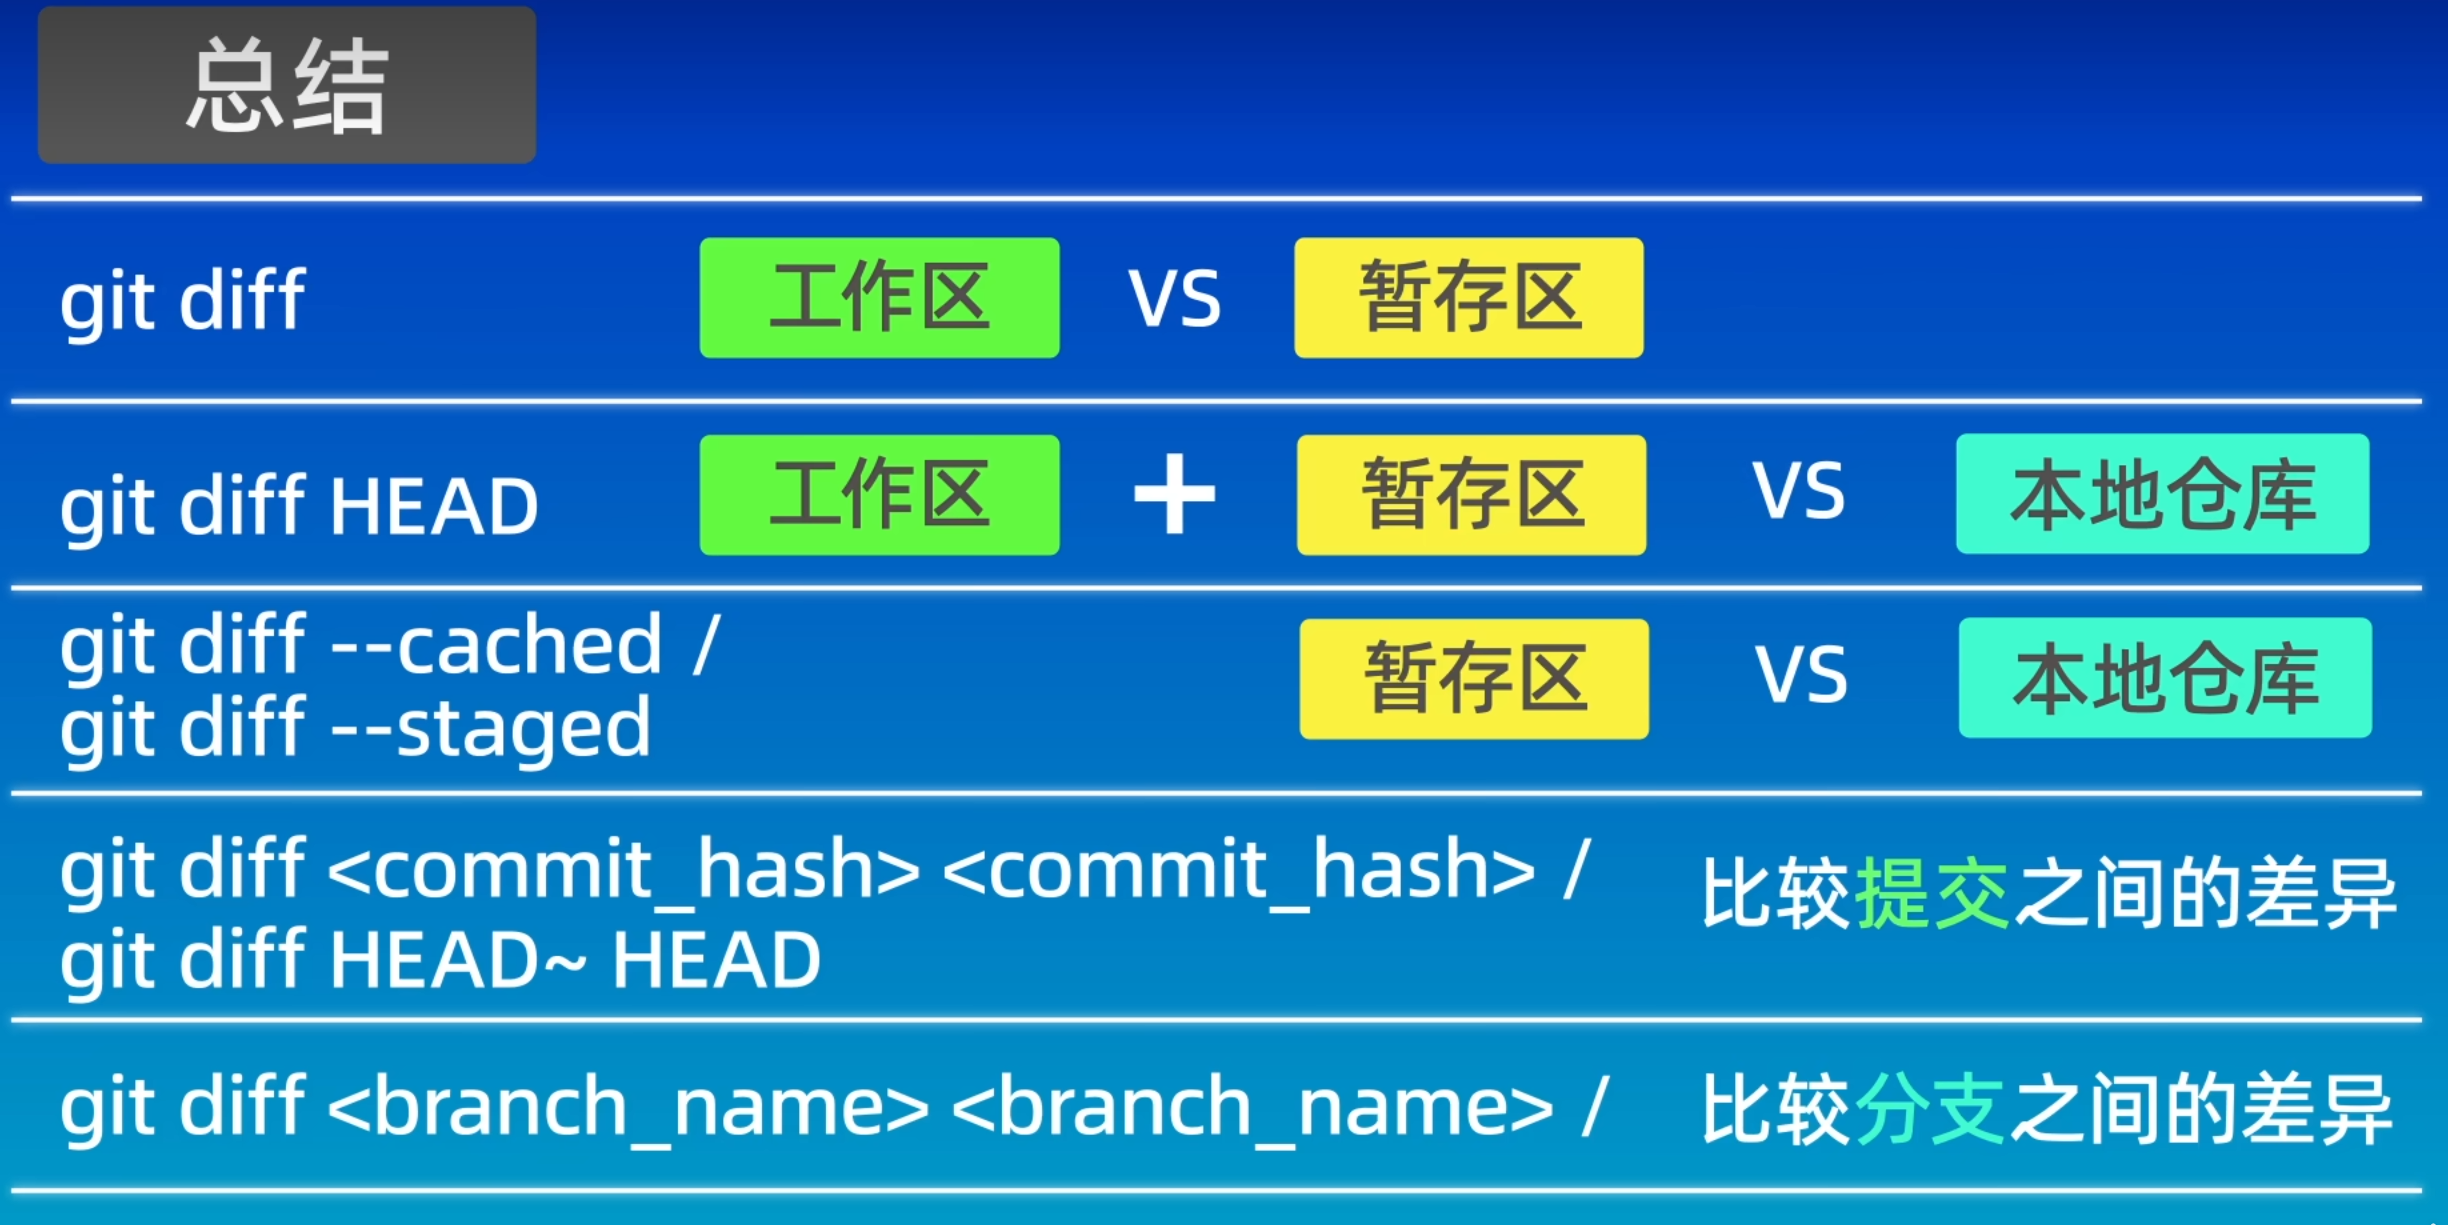 总结
git diff 工作区 VS 暂存区
git diff HEAD 工作区 + 暂存区 VS 本地仓库
git diff --cached /
git diff --staged
暂存区 VS 本地仓库
git diff <commit_hash> <commit_hash> /
git diff HEAD~ HEAD
比较提交之间的差异
git diff <branch_name> <branch_name> / 比较分支之间的差异